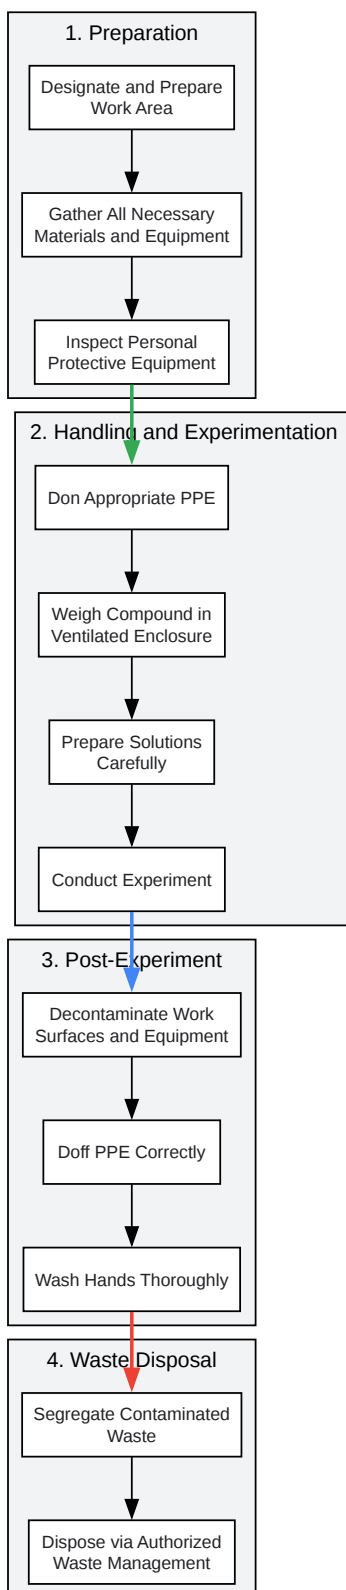 1. Preparation
Designate and Prepare
Work Area
Gather All Necessary
Materials and Equipment
Inspect Personal
Protective Equipment
2. Handling and Experimentation
Don Appropriate PPE
Weigh Compound in
Ventilated Enclosure
Prepare Solutions
Carefully
Conduct Experiment
3. Post-Experiment
Decontaminate Work
Surfaces and Equipment
Doff PPE Correctly
Wash Hands Thoroughly
4. Waste Disposal
Segregate Contaminated
Waste
Dispose via Authorized
Waste Management